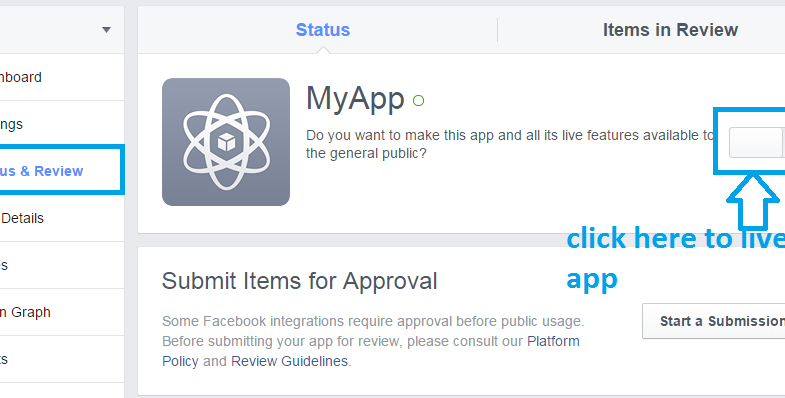 Status
Items in Review
hboard
ngs
us & Review
Details
es
n Graph
ts
MyApp
Do you want to make this app and all its live features available to
the general public?
click here to live
app
Submit Items for Approval
Some Facebook integrations require approval before public usage.
Before submitting your app for review, please consult our Platform
Policy and Review Guidelines.
Start a Submission